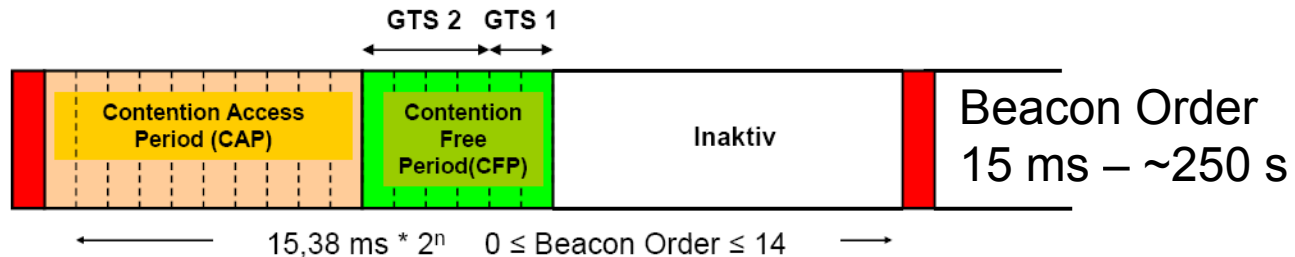 GTS 2 GTS 1
Contention Access
Period (CAP)
Contention
Free
Period(CFP)
Inaktiv
Beacon Order
15 ms – ~250 s
15,38 ms * 2ⁿ 0 ≤ Beacon Order ≤ 14